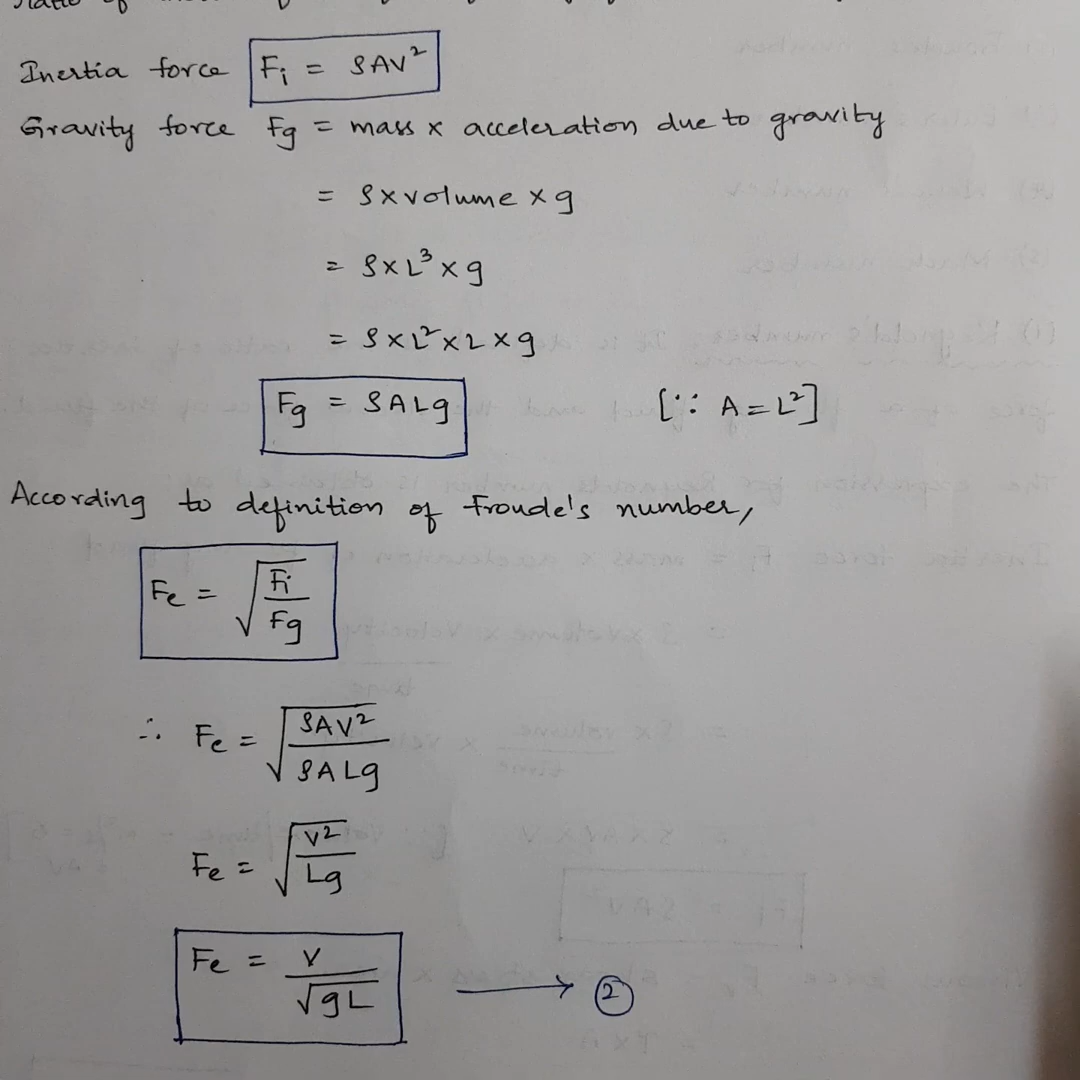 Inertia force Fi = ρAV²
Gravity force Fg = mass x acceleration due to gravity
= ρ x volume x g
= ρ x L³ x g
= ρ x L² x L x g
Fg = ρALg [∵ A = L²]
According to definition of Froude's number,
Fe = √(Fi/Fg)
∴ Fe = √(ρAV²/ρALg)
Fe = √(V²/Lg)
Fe = V/√gL → ②